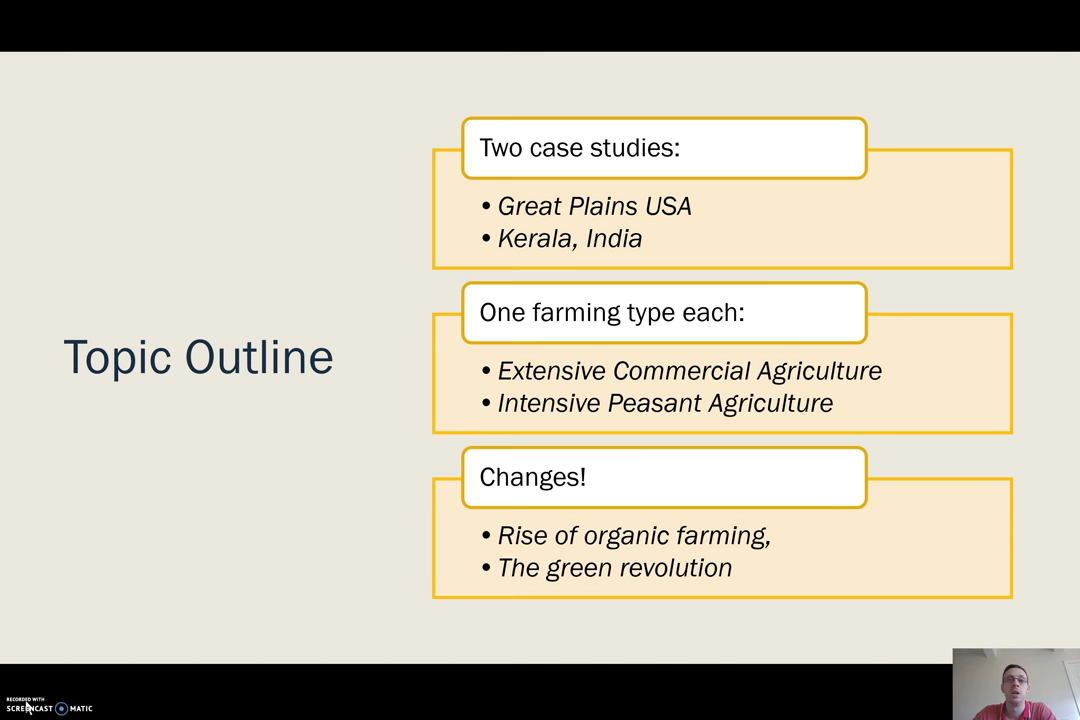 Topic Outline
Two case studies:
• Great Plains USA
• Kerala, India
One farming type each:
• Extensive Commercial Agriculture
• Intensive Peasant Agriculture
Changes!
• Rise of organic farming,
• The green revolution
RECORDED WITH
SCREENCAST MATIC